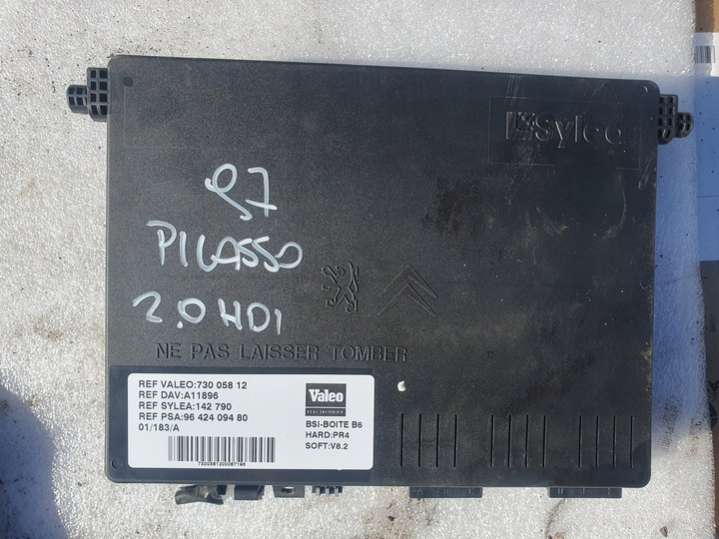 Sylea
97
PICASSO
2.0 HDI
NE PAS LAISSER TOMBER
REF VALEO:730 058 12
REF DAV:A11896
REF SYLEA:142 790
REF PSA:96 424 094 80
01/183/A
Valeo
BSI-BOITE B6
HARD:PR4
SOFT:V8.2